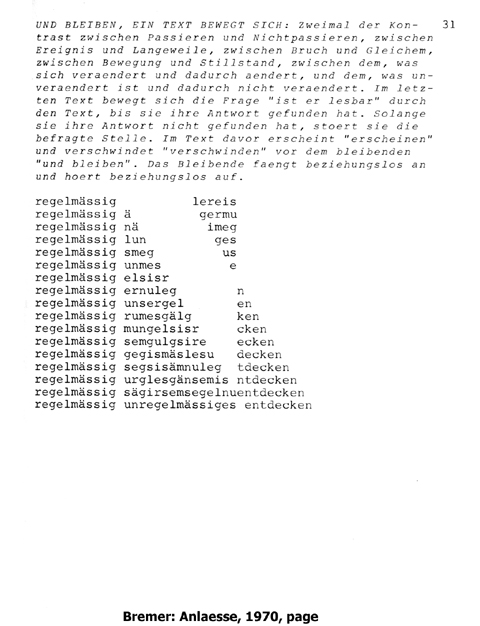 UND BLEIBEN, EIN TEXT BEWEGT SICH: Zweimal der Kon- 31
trast zwischen Passieren und Nichtpassieren, zwischen
Ereignis und Langeweile, zwischen Bruch und Gleichem,
zwischen Bewegung und Stillstand, zwischen dem, was
sich veraendert und dadurch aendert, und dem, was un-
veraendert ist und dadurch nicht veraendert. Im letz-
ten Text bewegt sich die Frage "ist er lesbar" durch
den Text, bis sie ihre Antwort gefunden hat. Solange
sie ihre Antwort nicht gefunden hat, stoert sie die
befragte Stelle. Im Text davor erscheint "erscheinen"
und verschwindet "verschwinden" vor dem bleibenden
"und bleiben". Das Bleibende faengt beziehungslos an
und hoert beziehungslos auf.
regelmässig lereis
regelmässig ä germu
regelmässig nä imeg
regelmässig lun ges
regelmässig smeg us
regelmässig unmes e
regelmässig elsisr
regelmässig ernuleg n
regelmässig unsergel en
regelmässig rumesgälg ken
regelmässig mungelsisr cken
regelmässig semgulgsire ecken
regelmässig gegismäslesu decken
regelmässig segsisämnuleg tdecken
regelmässig urglesgänsemis ntdecken
regelmässig sägirsemsegelnuentdecken
regelmässig unregelmässiges entdecken
Bremer: Anlaesse, 1970, page